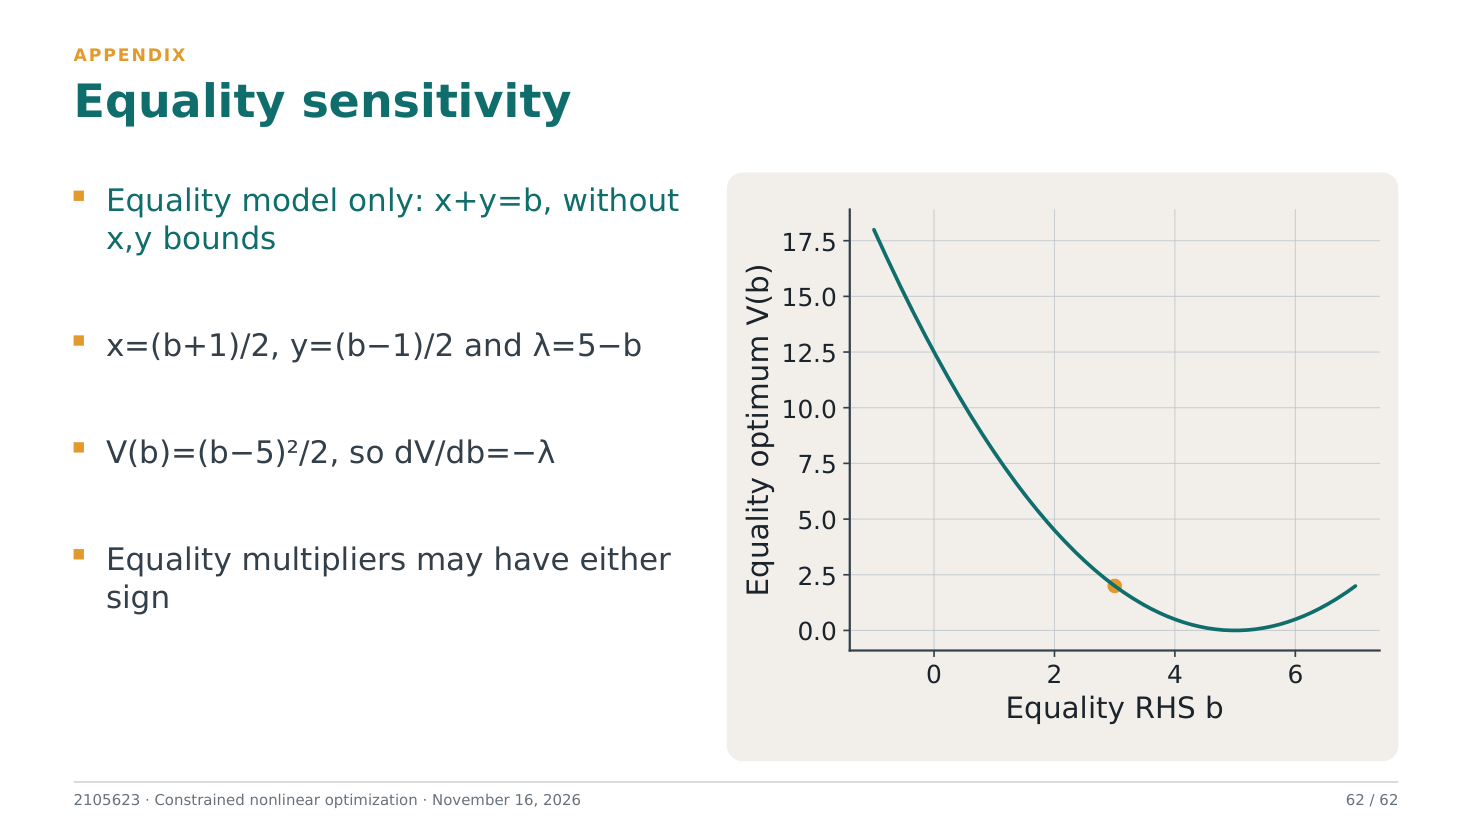 APPENDIX
Equality sensitivity
Equality model only: x+y=b, without
x,y bounds
x=(b+1)/2, y=(b−1)/2 and λ=5−b
V(b)=(b−5)²/2, so dV/db=−λ
Equality multipliers may have either
sign
Equality optimum V(b)
17.5
15.0
12.5
10.0
7.5
5.0
2.5
0.0
0 2 4 6
Equality RHS b
2105623 · Constrained nonlinear optimization · November 16, 2026
62 / 62